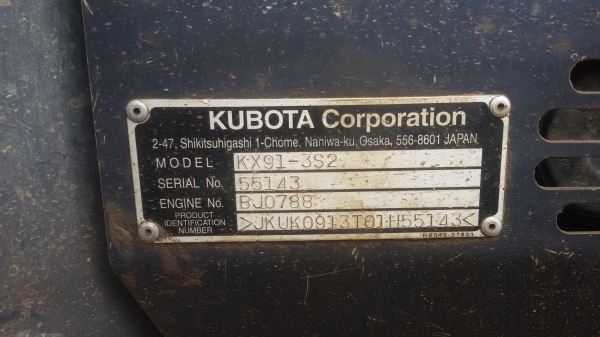 KUBOTA Corporation
2-47, Shikitsuhigashi 1-Chome, Naniwa-ku, Osaka, 556-8601 JAPAN
MODEL KX91-3S2
SERIAL No. 55143
ENGINE No. BJ0788
PRODUCT IDENTIFICATION NUMBER >JKUK0913T01H55143<